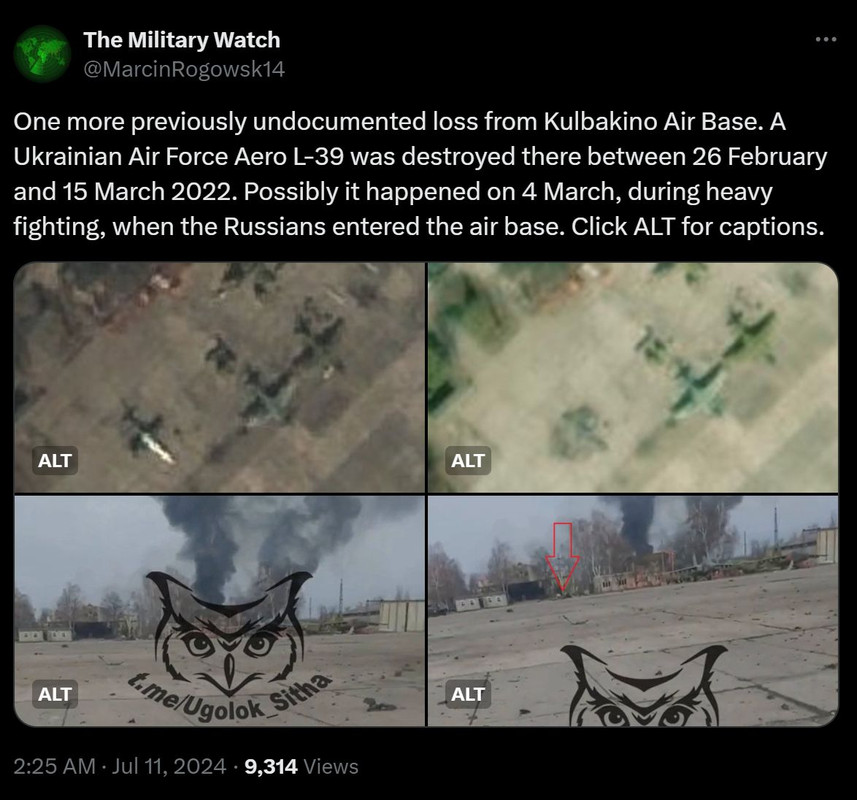 The Military Watch
@MarcinRogowsk14
One more previously undocumented loss from Kulbakino Air Base. A
Ukrainian Air Force Aero L-39 was destroyed there between 26 February
and 15 March 2022. Possibly it happened on 4 March, during heavy
fighting, when the Russians entered the air base. Click ALT for captions.
ALT
ALT
t.me/Ugolok_Sitha
ALT
ALT
2:25 AM · Jul 11, 2024 · 9,314 Views